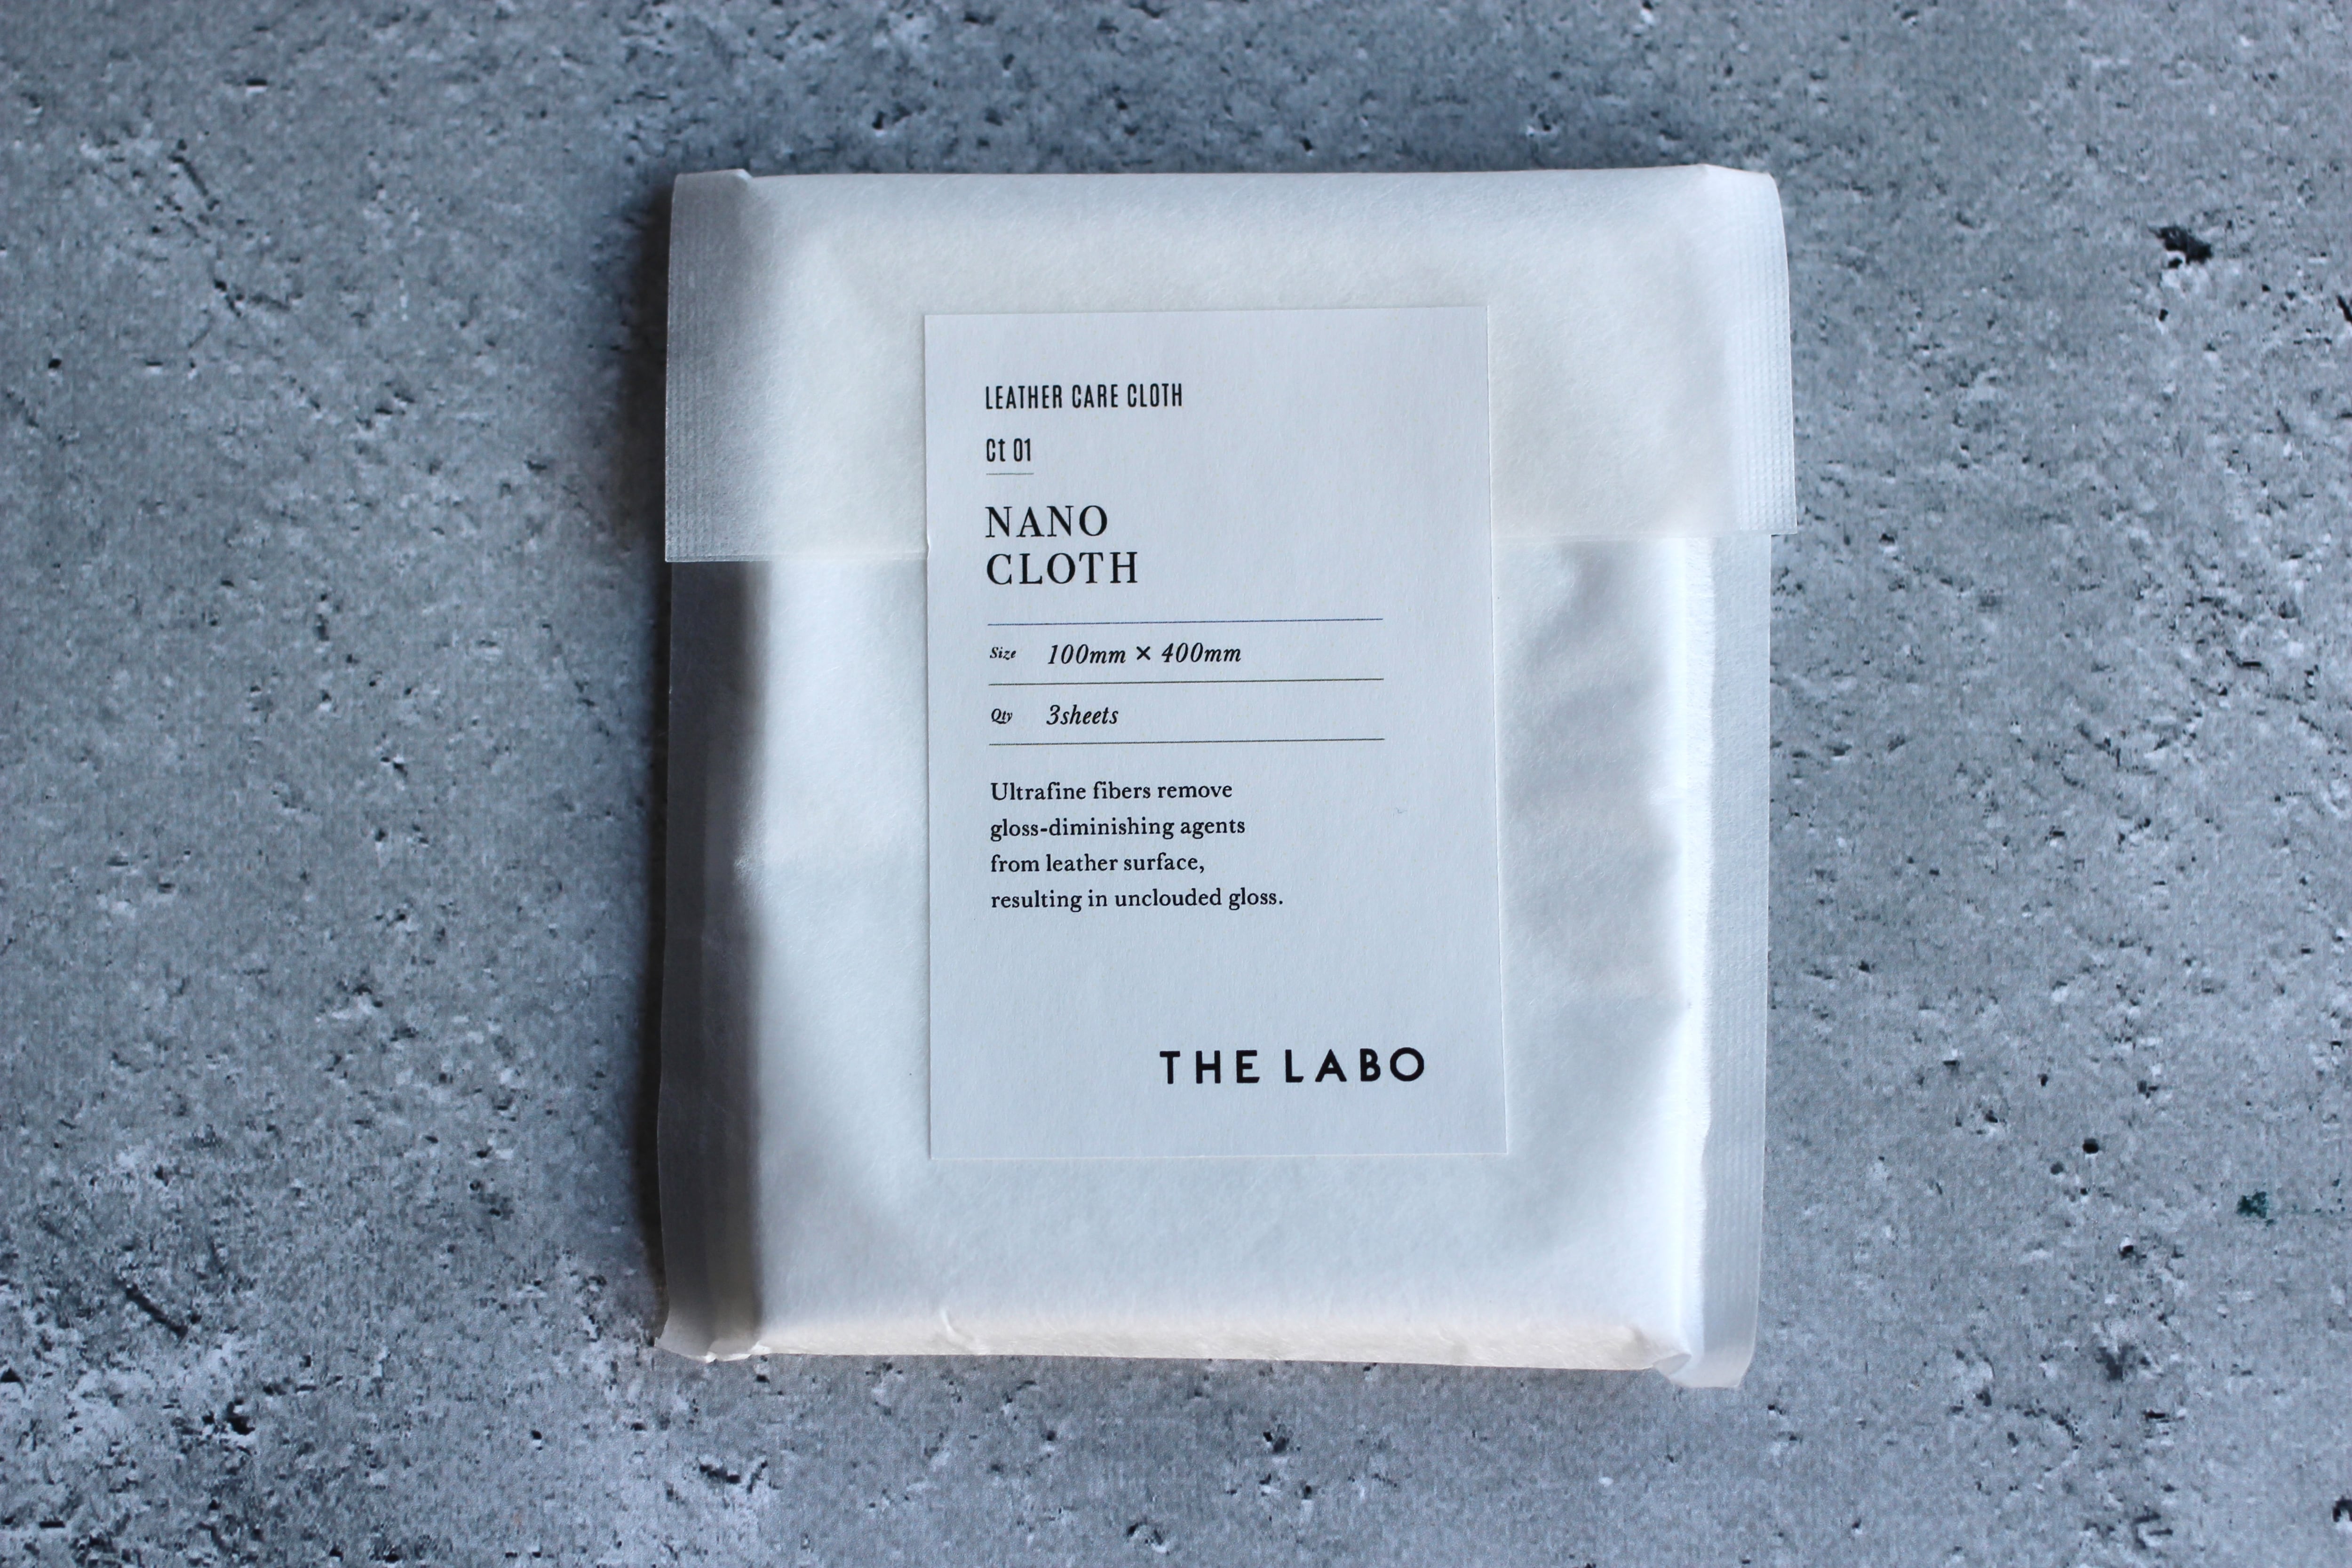 LEATHER CARE CLOTH
Ct 01
NANO
CLOTH
Size 100mm × 400mm
Qty 3sheets
Ultrafine fibers remove
gloss-diminishing agents
from leather surface,
resulting in unclouded gloss.
THE LABO